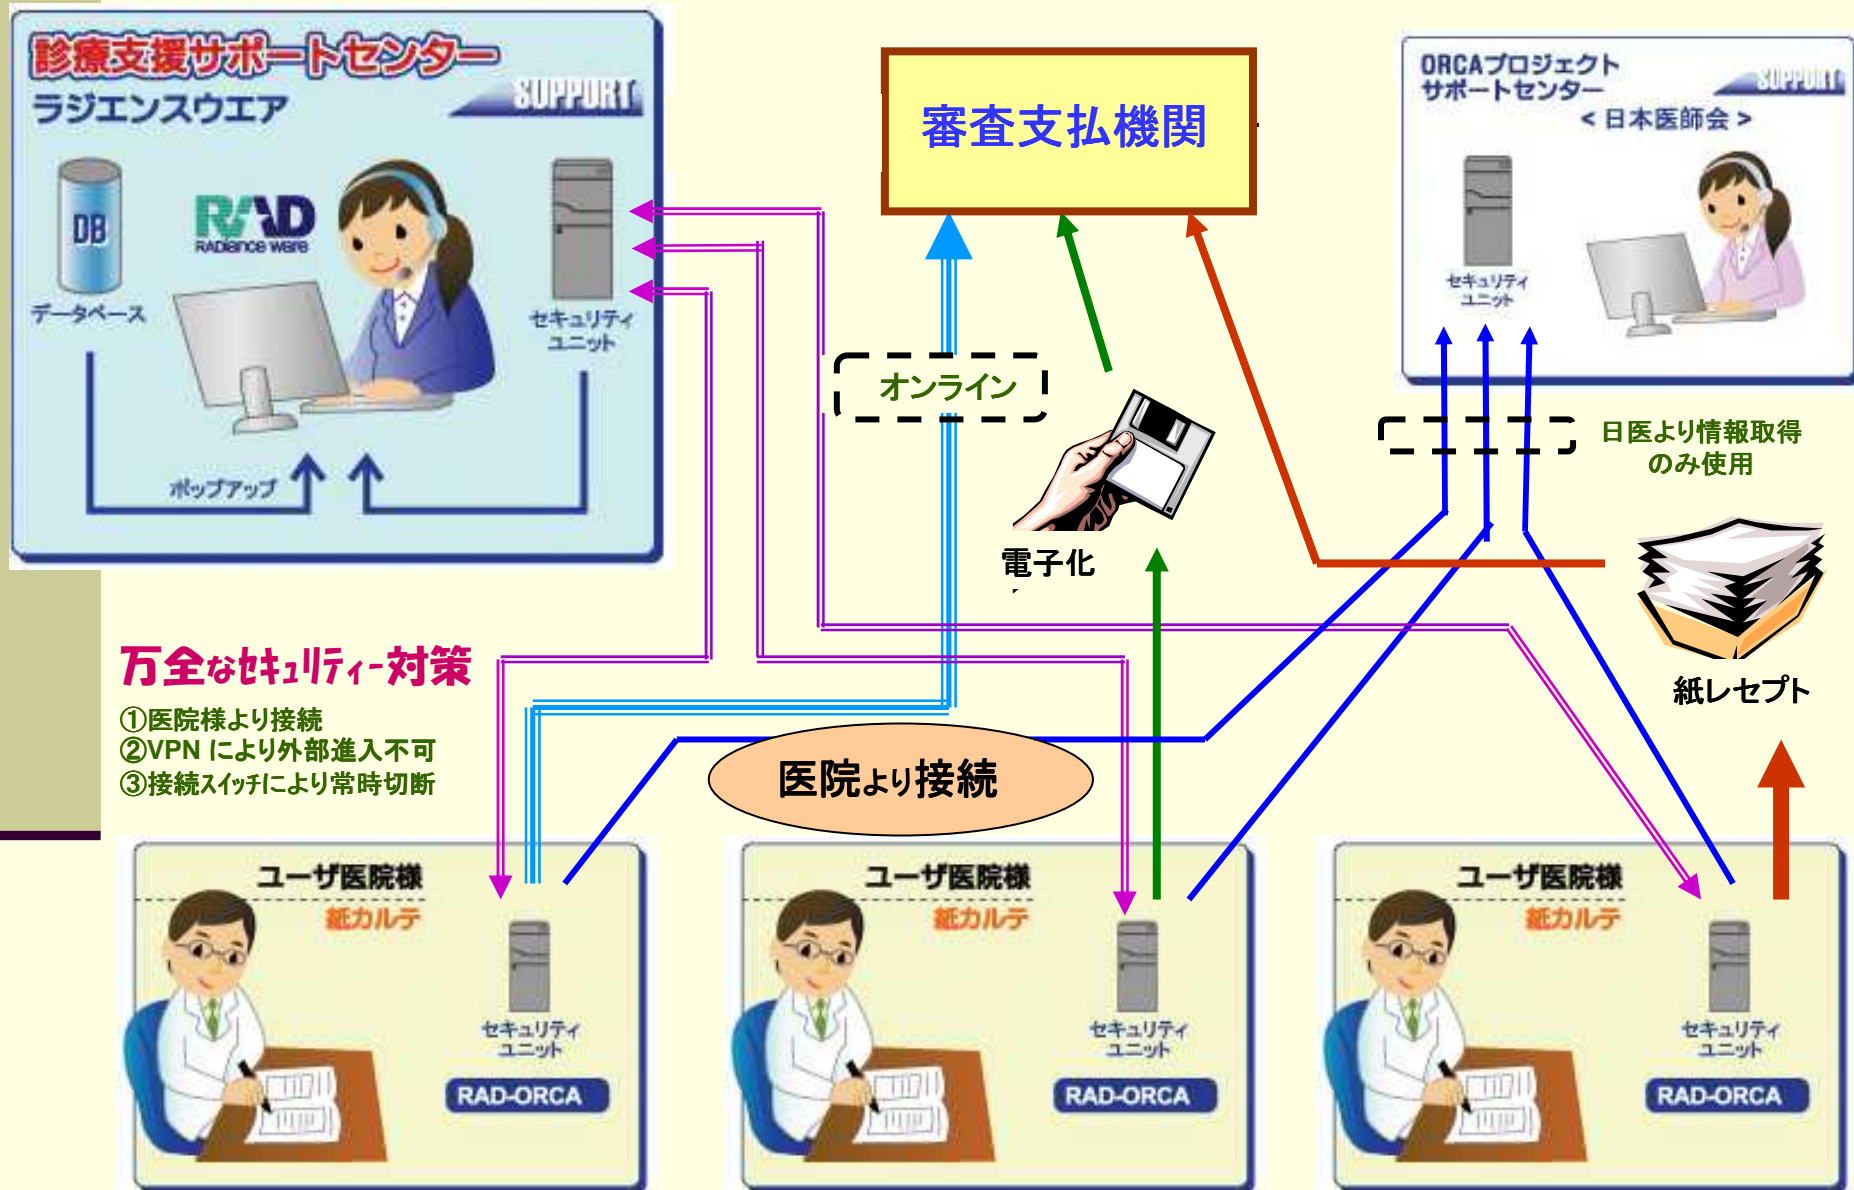 診療支援サポートセンター
ラジエンスウエア
SUPPORT
DB
RAD
RADiance ware
データベース
セキュリティ
ユニット
ポップアップ
審査支払機関
ORCAプロジェクト
サポートセンター
SUPPORT
<日本医師会>
セキュリティ
ユニット
オンライン
日医より情報取得
のみ使用
電子化
紙レセプト
万全なセキュリティー対策
①医院様より接続
②VPN により外部進入不可
③接続スイッチにより常時切断
医院より接続
ユーザ医院様
紙カルテ
セキュリティ
ユニット
RAD-ORCA
ユーザ医院様
紙カルテ
セキュリティ
ユニット
RAD-ORCA
ユーザ医院様
紙カルテ
セキュリティ
ユニット
RAD-ORCA